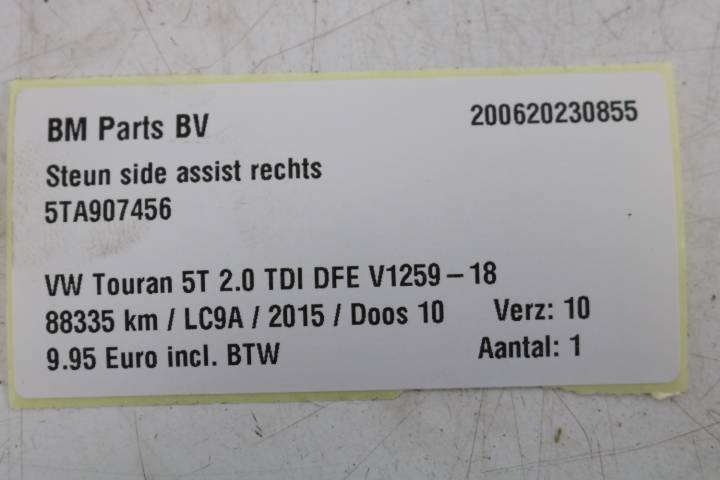 BM Parts BV 200620230855
Steun side assist rechts
5TA907456
VW Touran 5T 2.0 TDI DFE V1259-18
88335 km / LC9A / 2015 / Doos 10 Verz: 10
9.95 Euro incl. BTW Aantal: 1